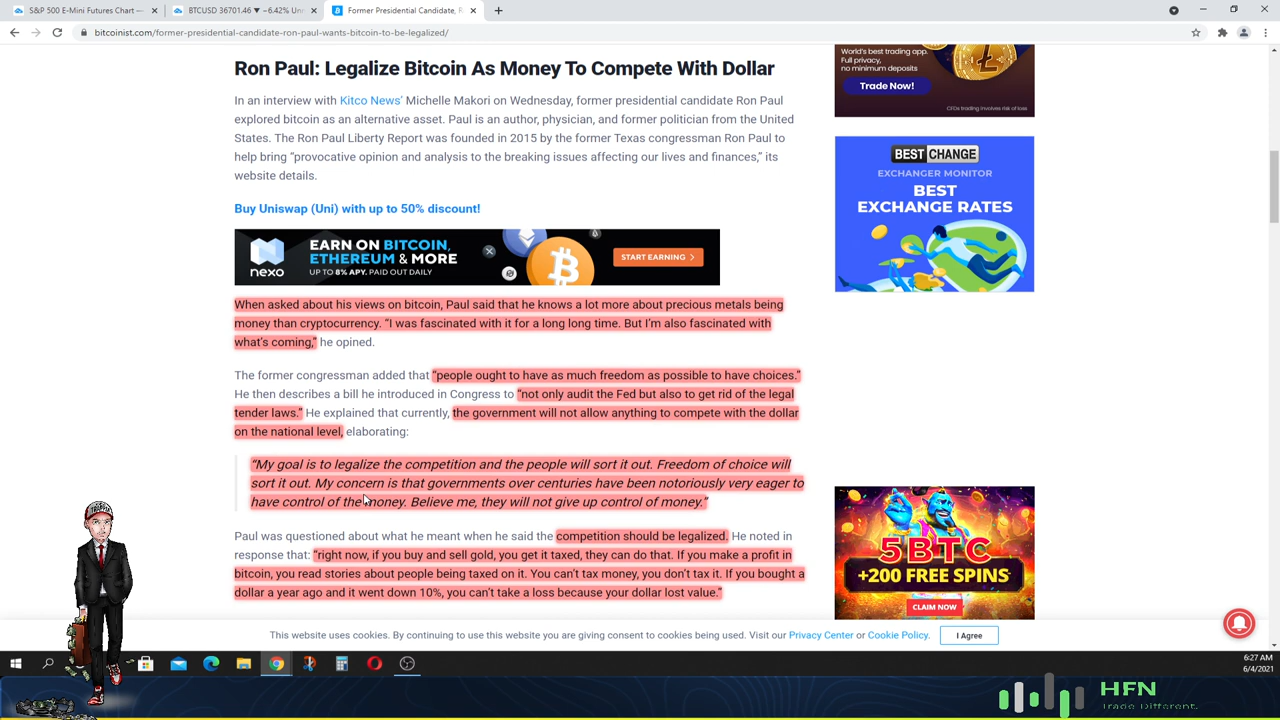 S&P 500 E-Mini Futures Chart —
BTCUSD 36701.46 ▼ −6.42% Unn
Former Presidential Candidate, R
bitcoinist.com/former-presidential-candidate-ron-paul-wants-bitcoin-to-be-legalized/
Ron Paul: Legalize Bitcoin As Money To Compete With Dollar
In an interview with Kitco News' Michelle Makori on Wednesday, former presidential candidate Ron Paul
explored bitcoin as an alternative asset. Paul is an author, physician, and former politician from the United
States. The Ron Paul Liberty Report was founded in 2015 by the former Texas congressman Ron Paul to
help bring “provocative opinion and analysis to the breaking issues affecting our lives and finances,” its
website details.
Buy Uniswap (Uni) with up to 50% discount!
nexo
EARN ON BITCOIN,
ETHEREUM & MORE
UP TO 8% APY. PAID OUT DAILY
START EARNING >
When asked about his views on bitcoin, Paul said that he knows a lot more about precious metals being
money than cryptocurrency. “I was fascinated with it for a long long time. But I’m also fascinated with
what’s coming,” he opined.
The former congressman added that “people ought to have as much freedom as possible to have choices.”
He then describes a bill he introduced in Congress to “not only audit the Fed but also to get rid of the legal
tender laws.” He explained that currently, the government will not allow anything to compete with the dollar
on the national level, elaborating:
“My goal is to legalize the competition and the people will sort it out. Freedom of choice will
sort it out. My concern is that governments over centuries have been notoriously very eager to
have control of the money. Believe me, they will not give up control of money.”
Paul was questioned about what he meant when he said the competition should be legalized. He noted in
response that: “right now, if you buy and sell gold, you get it taxed, they can do that. If you make a profit in
bitcoin, you read stories about people being taxed on it. You can’t tax money, you don’t tax it. If you bought a
dollar a year ago and it went down 10%, you can’t take a loss because your dollar lost value.”
World's best trading app.
Full privacy,
no minimum deposits
Trade Now!
CFDs trading involves risk of loss
BEST CHANGE
EXCHANGER MONITOR
BEST
EXCHANGE RATES
5BTC
+200 FREE SPINS
CLAIM NOW
This website uses cookies. By continuing to use this website you are giving consent to cookies being used. Visit our Privacy Center or Cookie Policy.
I Agree
6:27 AM
6/4/2021
HFN
Trade Different.